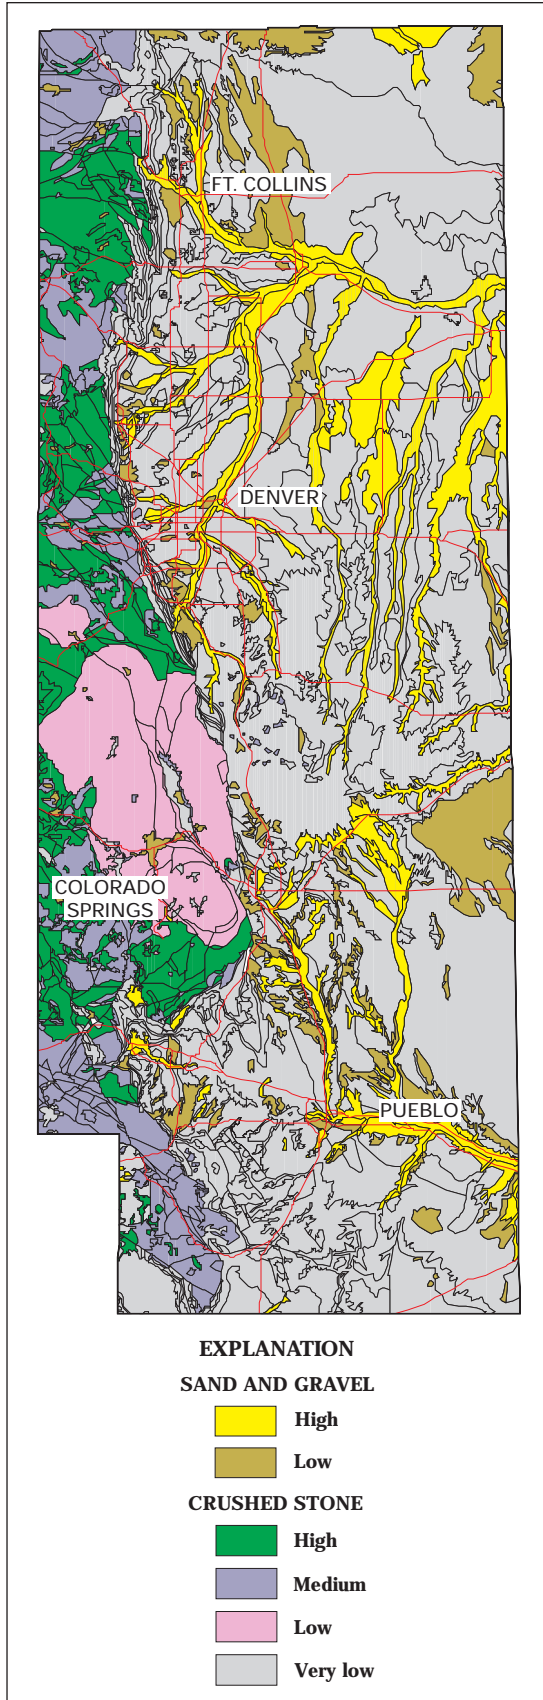 FT. COLLINS
DENVER
COLORADO
SPRINGS
PUEBLO
EXPLANATION
SAND AND GRAVEL
High
Low
CRUSHED STONE
High
Medium
Low
Very low